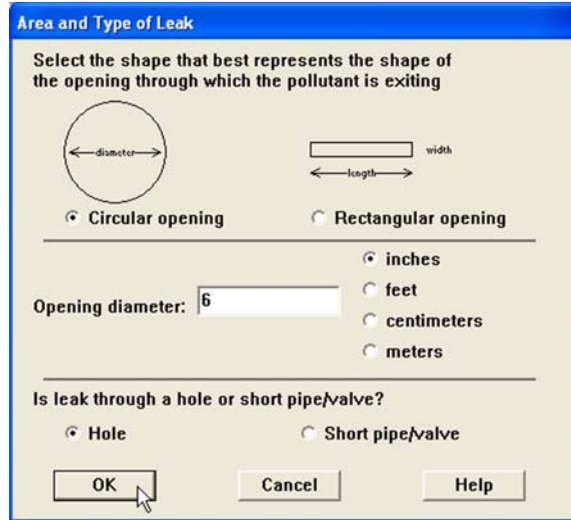 Area and Type of Leak
Select the shape that best represents the shape of
the opening through which the pollutant is exiting
diameter
width
length
Circular opening
Rectangular opening
inches
feet
Opening diameter: 6
centimeters
meters
Is leak through a hole or short pipe/valve?
Hole
Short pipe/valve
OK
Cancel
Help